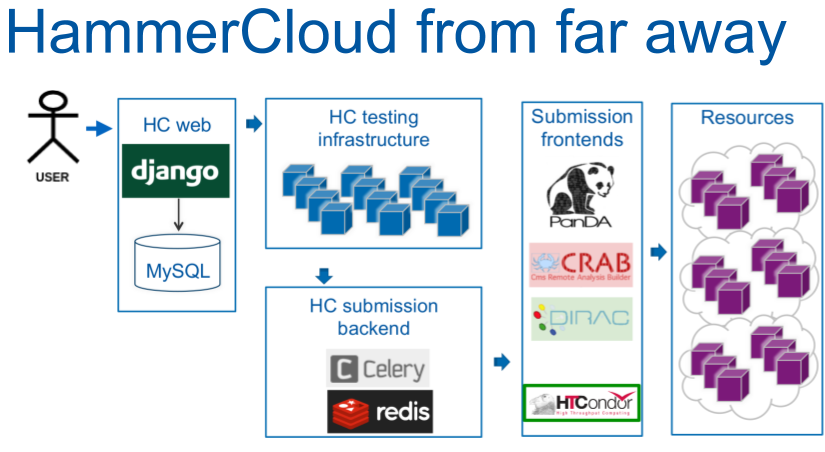 HammerCloud from far away
USER
HC web
django
MySQL
HC testing
infrastructure
HC submission
backend
C Celery
redis
Submission
frontends
PanDA
CRAB
Cms Remote Analysis Builder
DIRAC
HTCondor
High Throughput Computing
Resources